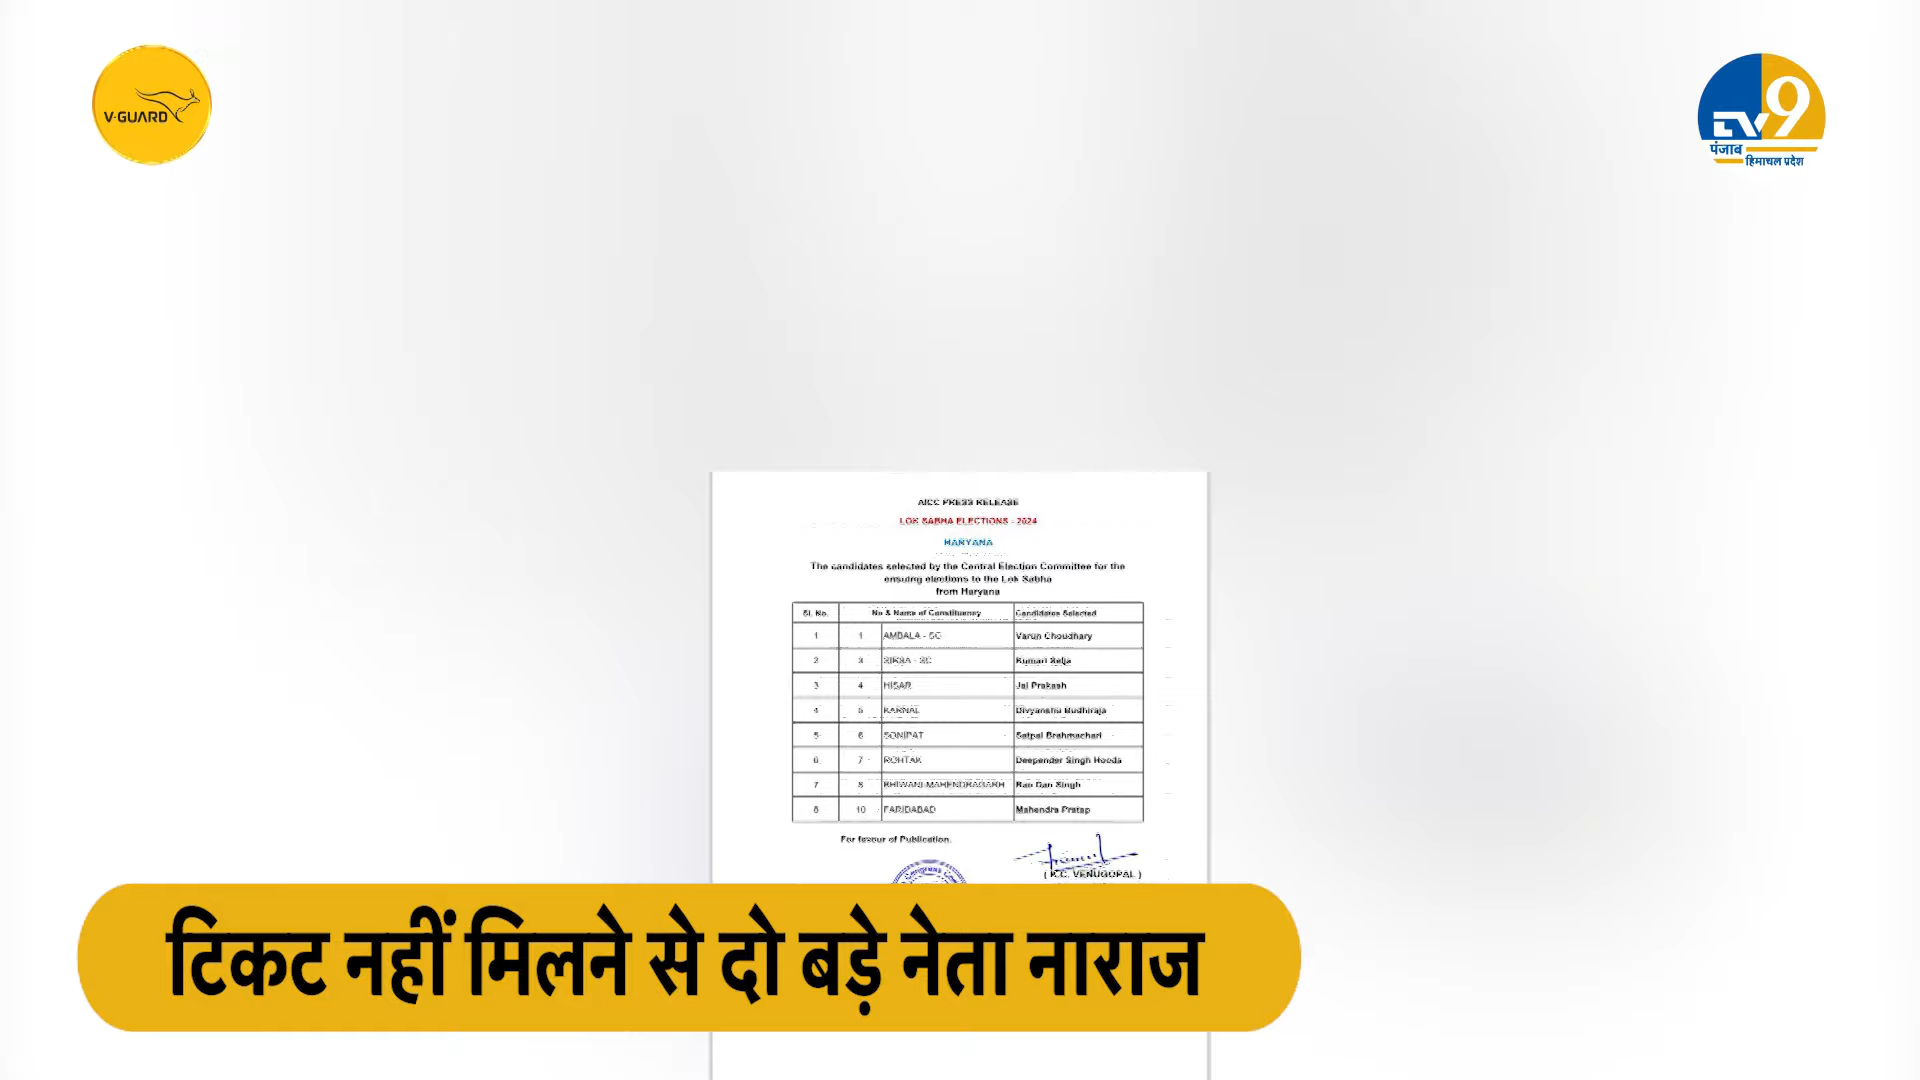 V-GUARD
TV9
पंजाब
हिमाचल प्रदेश
AICC PRESS RELEASE
LOK SABHA ELECTIONS - 2024
HARYANA
The candidates selected by the Central Election Committee for the
ensuing elections to the Lok Sabha
from Haryana
Sl. No. No & Name of Constituency Candidates Selected
1 1 AMBALA - SC Varun Choudhary
2 3 SIRSA - SC Kumari Selja
3 4 HISAR Jai Prakash
4 5 KARNAL Divyanshu Budhiraja
5 6 SONIPAT Satpal Brahmachari
6 7 ROHTAK Deepender Singh Hooda
7 8 BHIWANI-MAHENDRAGARH Rao Dan Singh
8 10 FARIDABAD Mahendra Pratap
For favour of Publication.
( K.C. VENUGOPAL )
टिकट नहीं मिलने से दो बड़े नेता नाराज